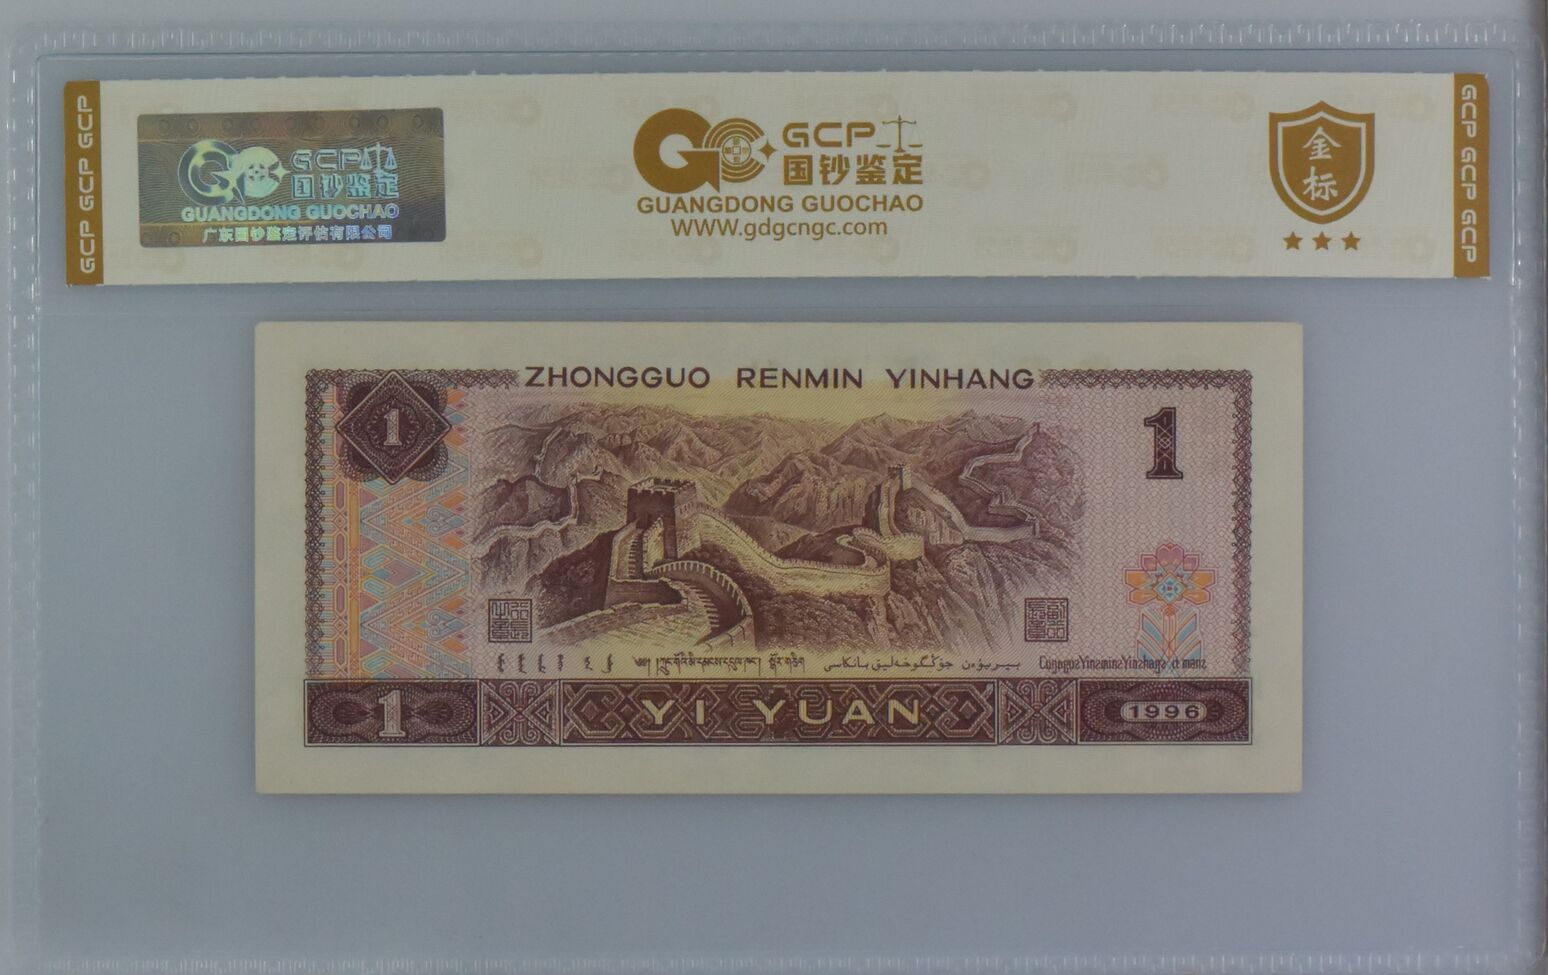 GCP GCP GCP
GCP
国钞鉴定
GUANGDONG GUOCHAO
广东国钞鉴定评估有限公司
GCP
国钞鉴定
GUANGDONG GUOCHAO
WWW.gdgcngc.com
金标
GCP GCP GCP
ZHONGGUO RENMIN YINHANG
1
1
1
YI YUAN
1996